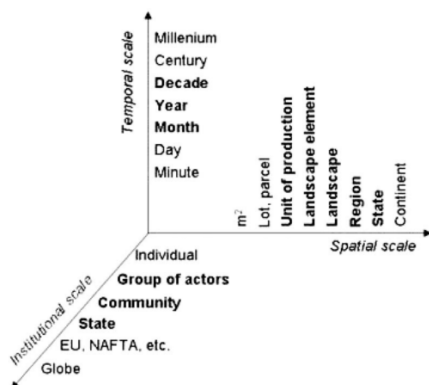 Temporal scale
Millenium
Century
Decade
Year
Month
Day
Minute
m²
Lot, parcel
Unit of production
Landscape element
Landscape
Region
State
Continent
Spatial scale
Institutional scale
Individual
Group of actors
Community
State
EU, NAFTA, etc.
Globe